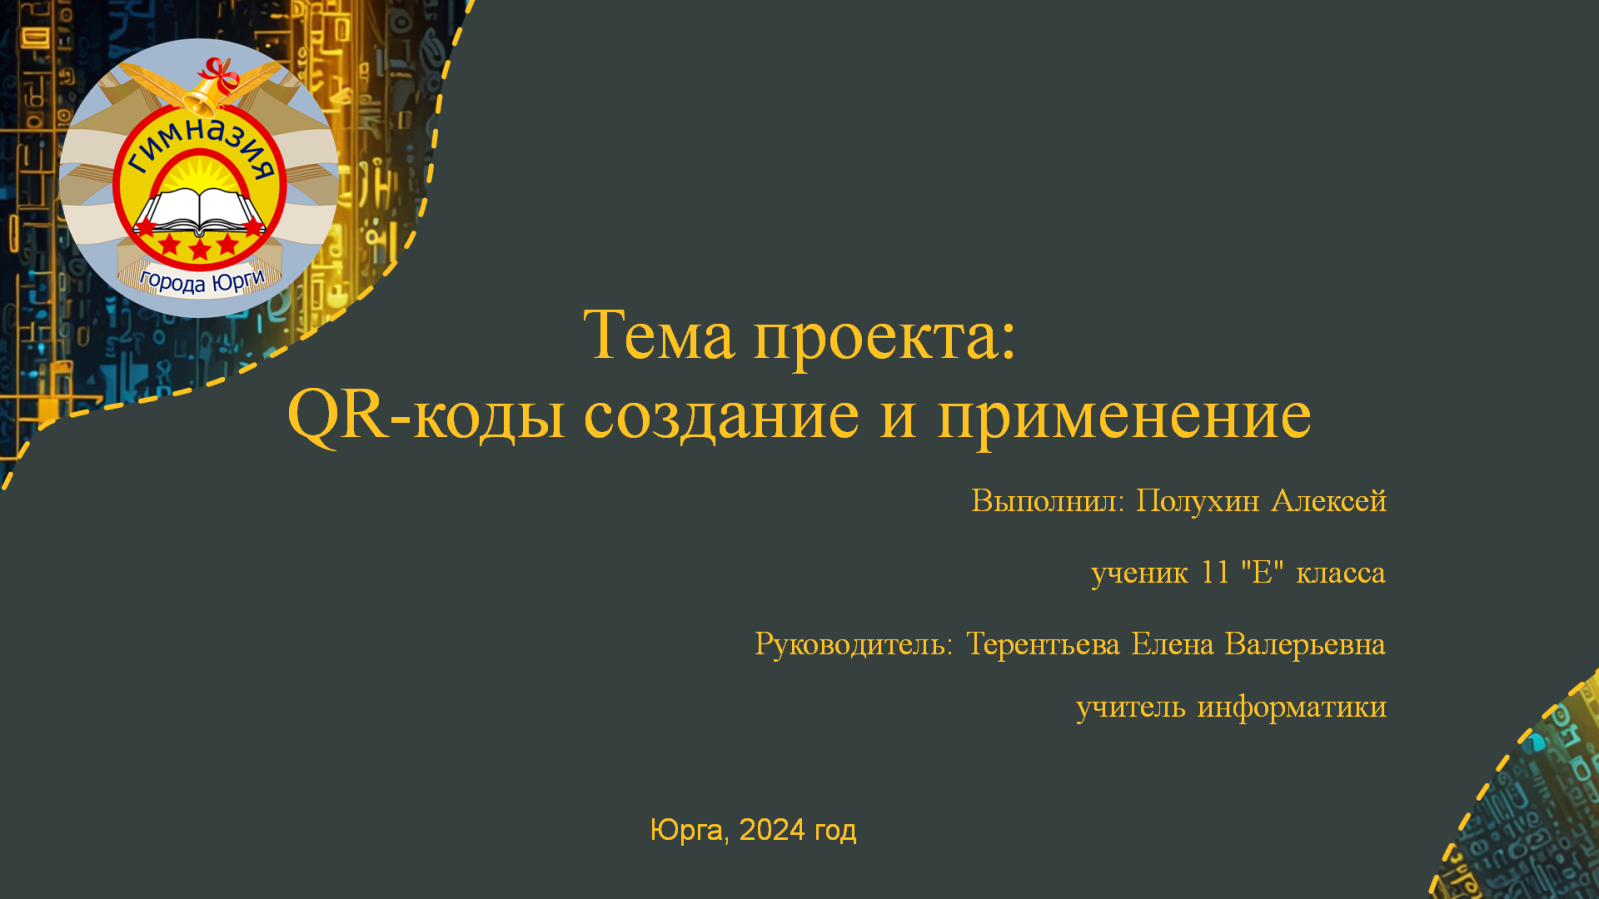 гимназия
города Юрги
Тема проекта:
QR-коды создание и применение
Выполнил: Полухин Алексей
ученик 11 "Е" класса
Руководитель: Терентьева Елена Валерьевна
учитель информатики
Юрга, 2024 год